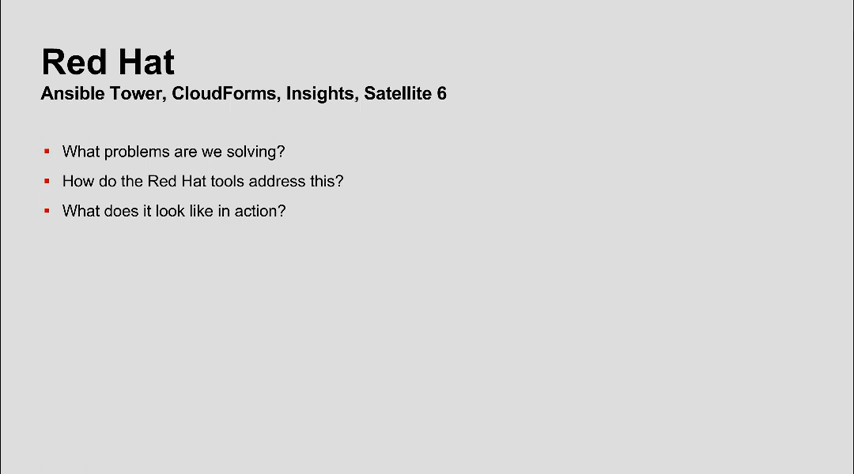 Red Hat
Ansible Tower, CloudForms, Insights, Satellite 6
What problems are we solving?
How do the Red Hat tools address this?
What does it look like in action?